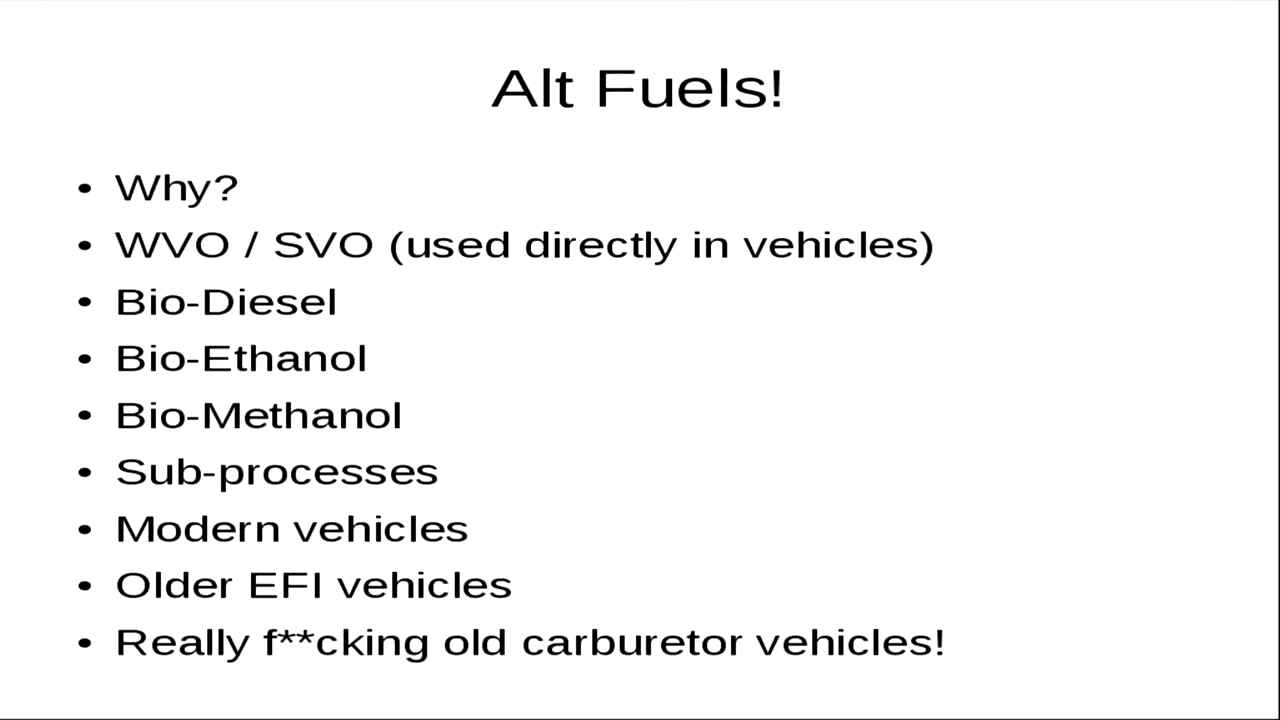 Alt Fuels!
• Why?
• WVO / SVO (used directly in vehicles)
• Bio-Diesel
• Bio-Ethanol
• Bio-Methanol
• Sub-processes
• Modern vehicles
• Older EFI vehicles
• Really f**cking old carburetor vehicles!